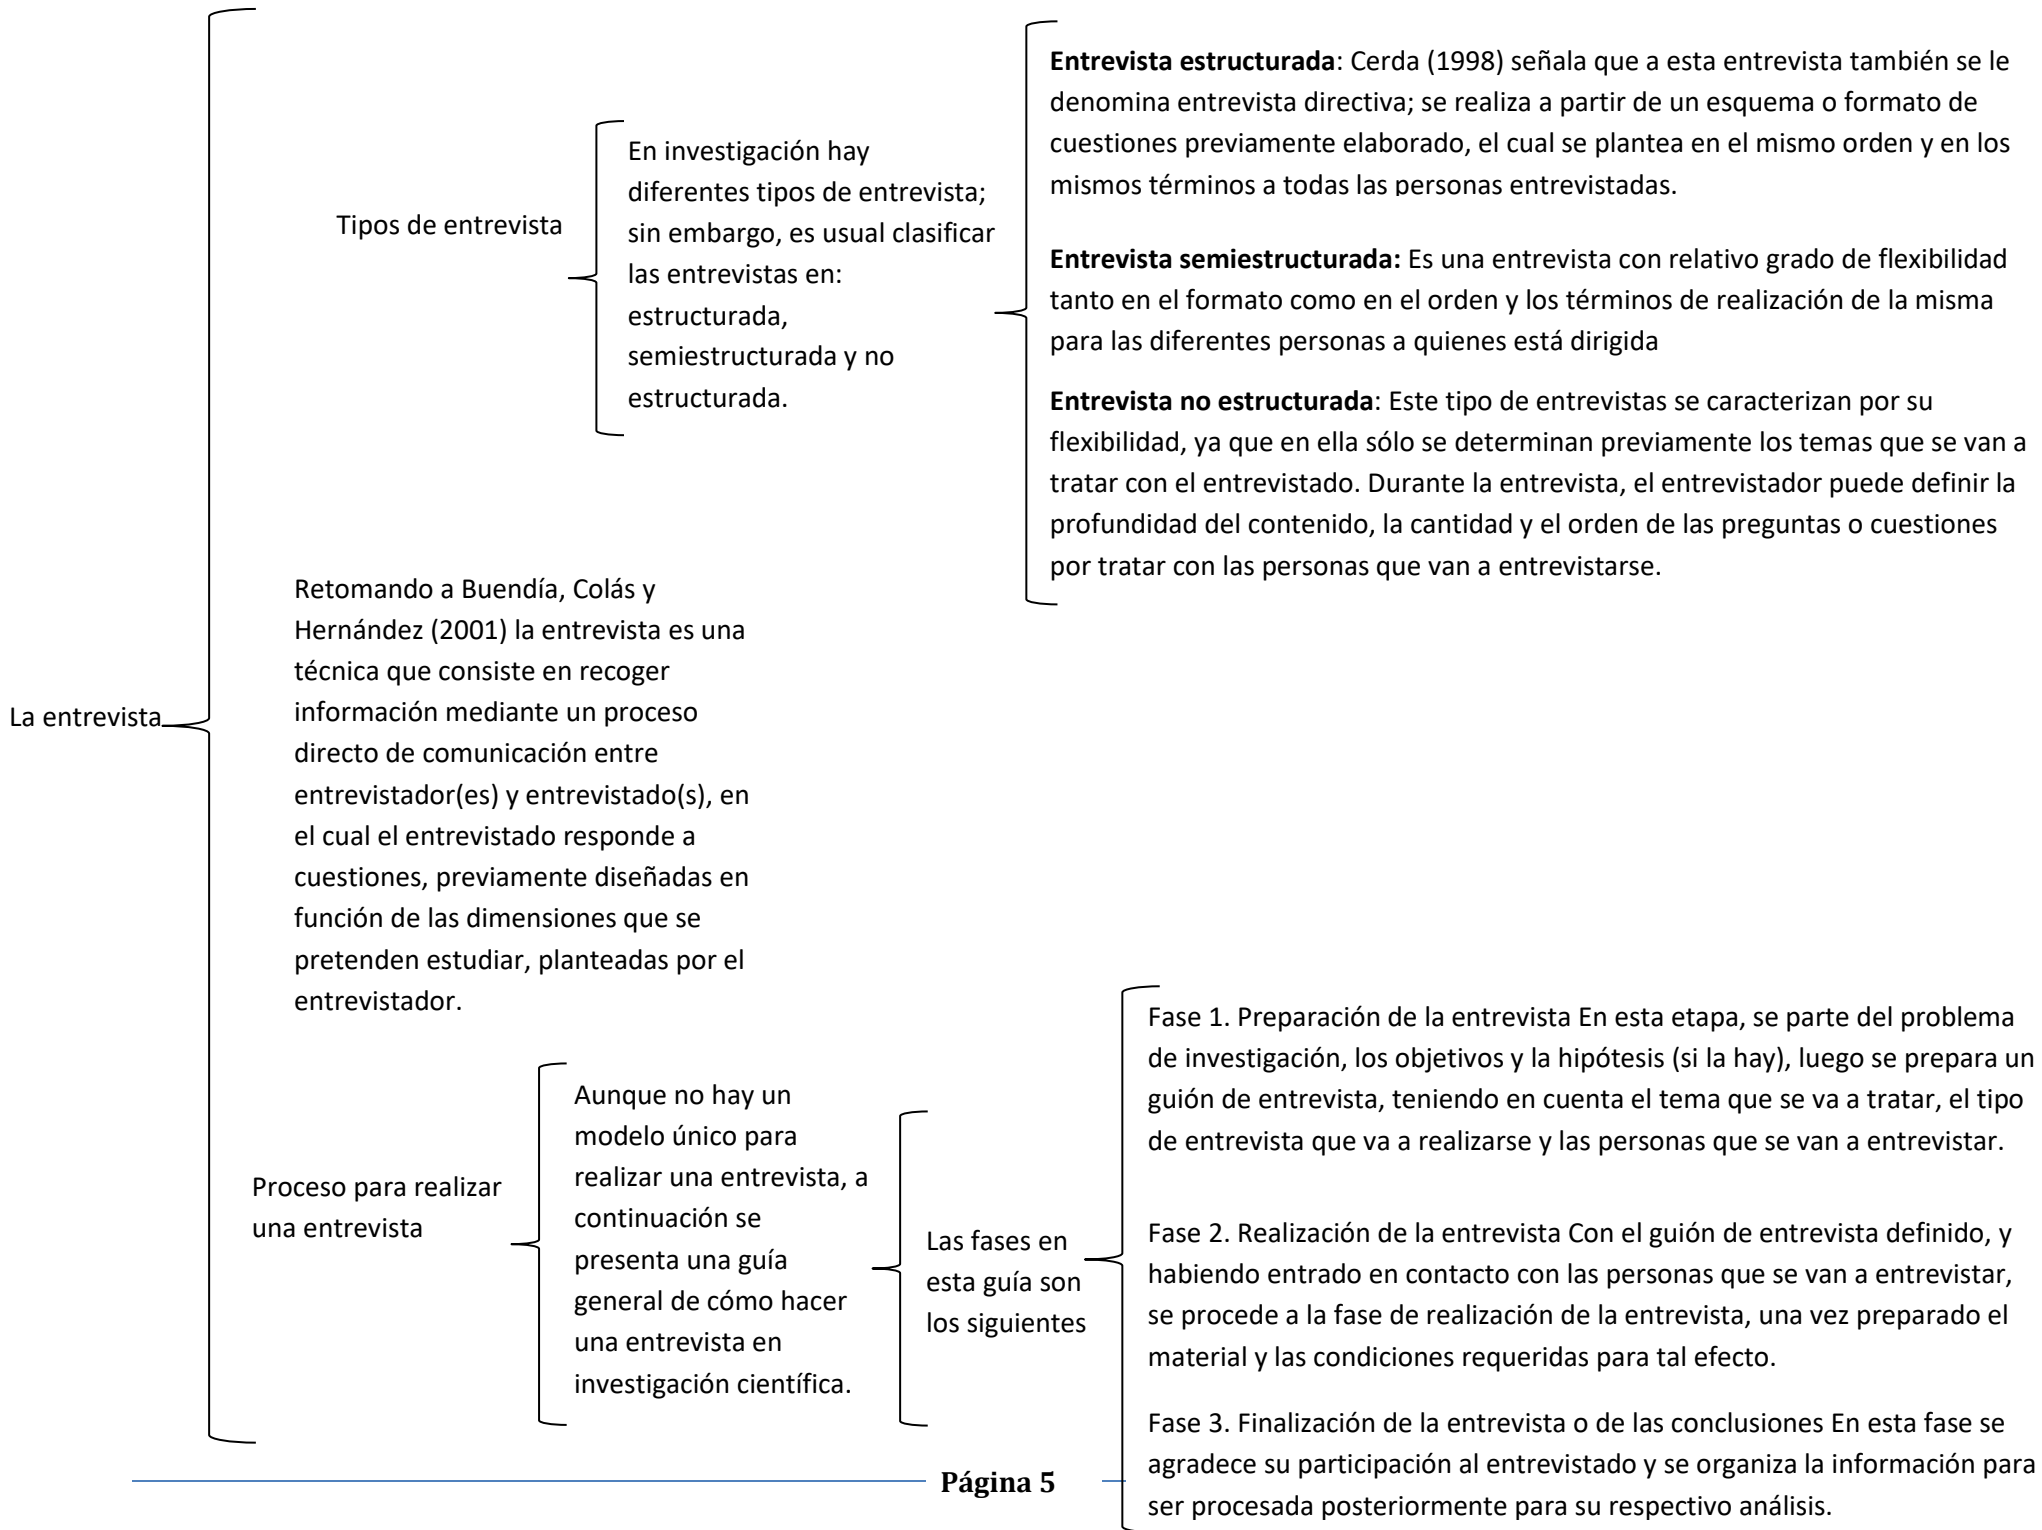 La entrevista
Tipos de entrevista
En investigación hay
diferentes tipos de entrevista;
sin embargo, es usual clasificar
las entrevistas en:
estructurada,
semiestructurada y no
estructurada.
Entrevista estructurada: Cerda (1998) señala que a esta entrevista también se le
denomina entrevista directiva; se realiza a partir de un esquema o formato de
cuestiones previamente elaborado, el cual se plantea en el mismo orden y en los
mismos términos a todas las personas entrevistadas.
Entrevista semiestructurada: Es una entrevista con relativo grado de flexibilidad
tanto en el formato como en el orden y los términos de realización de la misma
para las diferentes personas a quienes está dirigida
Entrevista no estructurada: Este tipo de entrevistas se caracterizan por su
flexibilidad, ya que en ella sólo se determinan previamente los temas que se van a
tratar con el entrevistado. Durante la entrevista, el entrevistador puede definir la
profundidad del contenido, la cantidad y el orden de las preguntas o cuestiones
por tratar con las personas que van a entrevistarse.
Retomando a Buendía, Colás y
Hernández (2001) la entrevista es una
técnica que consiste en recoger
información mediante un proceso
directo de comunicación entre
entrevistador(es) y entrevistado(s), en
el cual el entrevistado responde a
cuestiones, previamente diseñadas en
función de las dimensiones que se
pretenden estudiar, planteadas por el
entrevistador.
Proceso para realizar
una entrevista
Aunque no hay un
modelo único para
realizar una entrevista, a
continuación se
presenta una guía
general de cómo hacer
una entrevista en
investigación científica.
Las fases en
esta guía son
los siguientes
Fase 1. Preparación de la entrevista En esta etapa, se parte del problema
de investigación, los objetivos y la hipótesis (si la hay), luego se prepara un
guión de entrevista, teniendo en cuenta el tema que se va a tratar, el tipo
de entrevista que va a realizarse y las personas que se van a entrevistar.
Fase 2. Realización de la entrevista Con el guión de entrevista definido, y
habiendo entrado en contacto con las personas que se van a entrevistar,
se procede a la fase de realización de la entrevista, una vez preparado el
material y las condiciones requeridas para tal efecto.
Fase 3. Finalización de la entrevista o de las conclusiones En esta fase se
agradece su participación al entrevistado y se organiza la información para
ser procesada posteriormente para su respectivo análisis.
Página 5